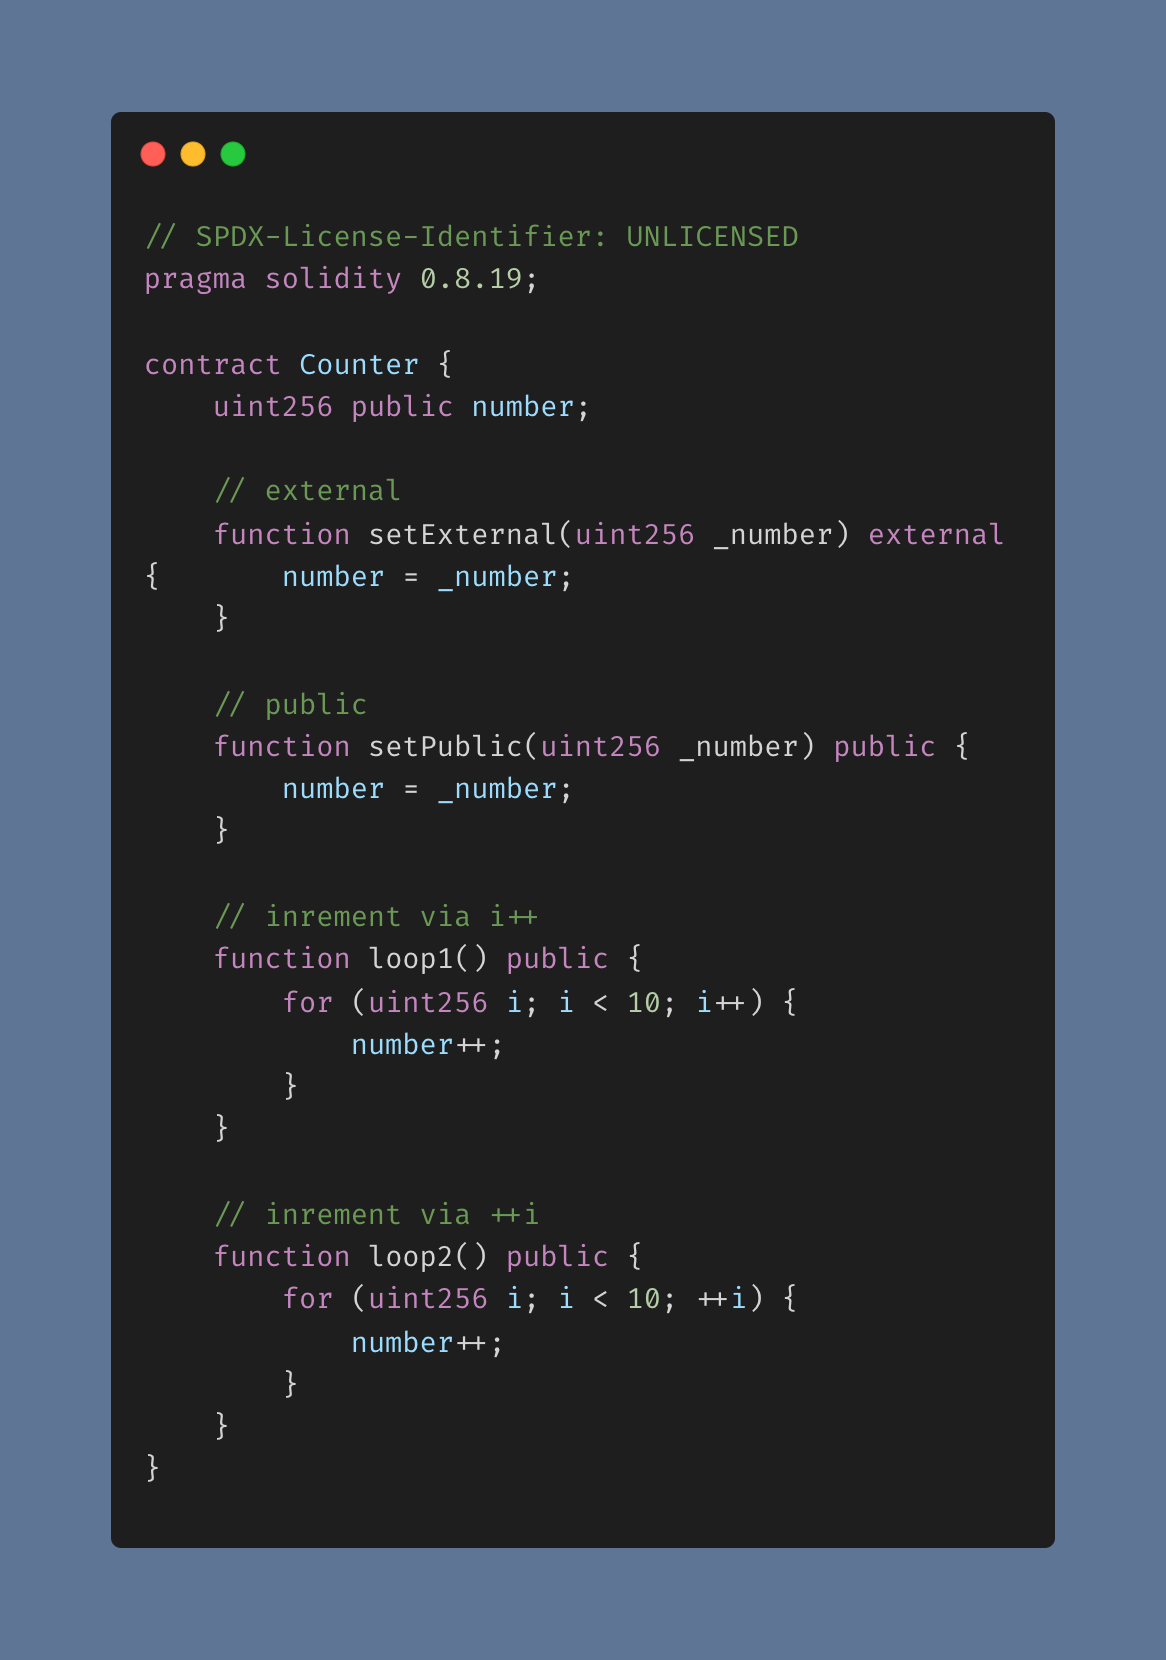 // SPDX-License-Identifier: UNLICENSED
pragma solidity 0.8.19;

contract Counter {
    uint256 public number;

    // external
    function setExternal(uint256 _number) external
{       number = _number;
    }

    // public
    function setPublic(uint256 _number) public {
        number = _number;
    }

    // inrement via i++
    function loop1() public {
        for (uint256 i; i < 10; i++) {
            number++;
        }
    }

    // inrement via ++i
    function loop2() public {
        for (uint256 i; i < 10; ++i) {
            number++;
        }
    }
}